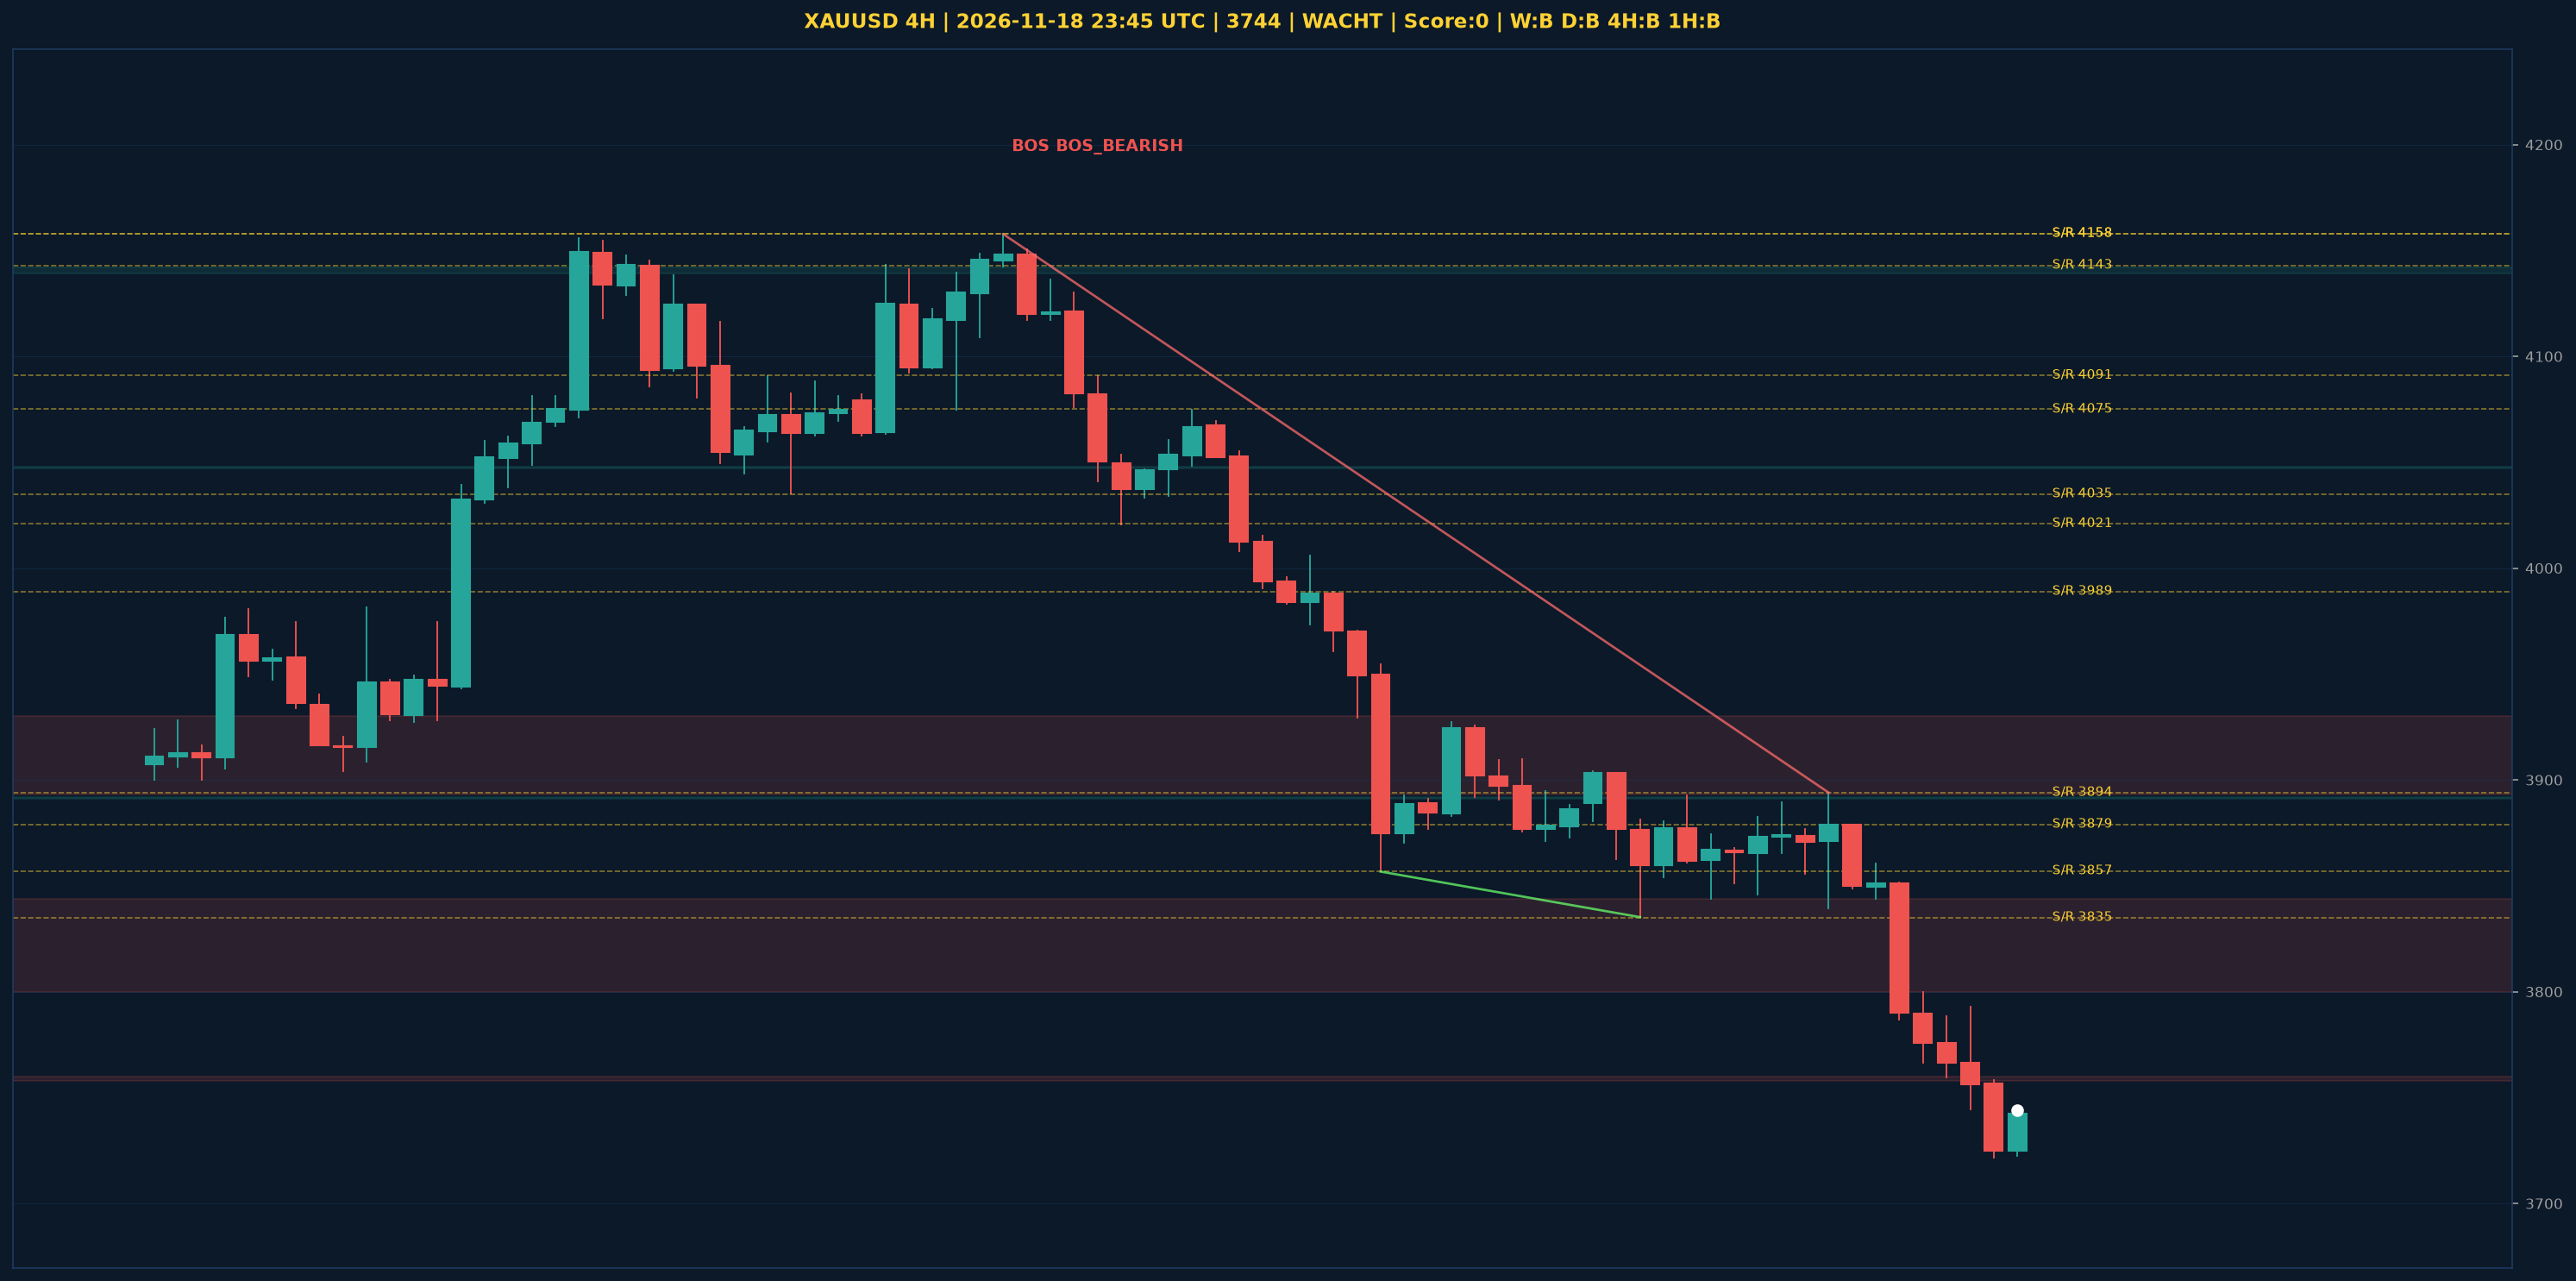 XAUUSD 4H | 2026-11-18 23:45 UTC | 3744 | WACHT | Score:0 | W:B D:B 4H:B 1H:B
BOS BOS_BEARISH
4200
S/R 4158
S/R 4143
4100
S/R 4091
S/R 4075
S/R 4035
S/R 4021
4000
S/R 3989
3900
S/R 3894
S/R 3879
S/R 3857
S/R 3835
3800
3700